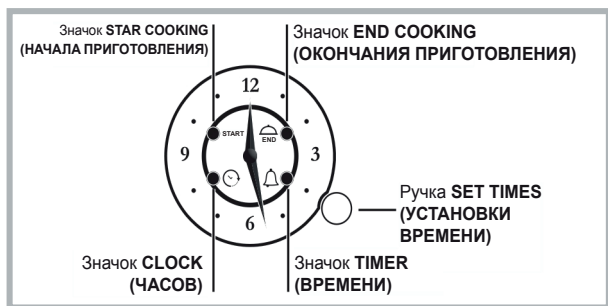 Значок STAR COOKING
(НАЧАЛА ПРИГОТОВЛЕНИЯ)
Значок END COOKING
(ОКОНЧАНИЯ ПРИГОТОВЛЕНИЯ)
12
START
END
9
3
6
Ручка SET TIMES
(УСТАНОВКИ
ВРЕМЕНИ)
Значок CLOCK
(ЧАСОВ)
Значок TIMER
(ВРЕМЕНИ)